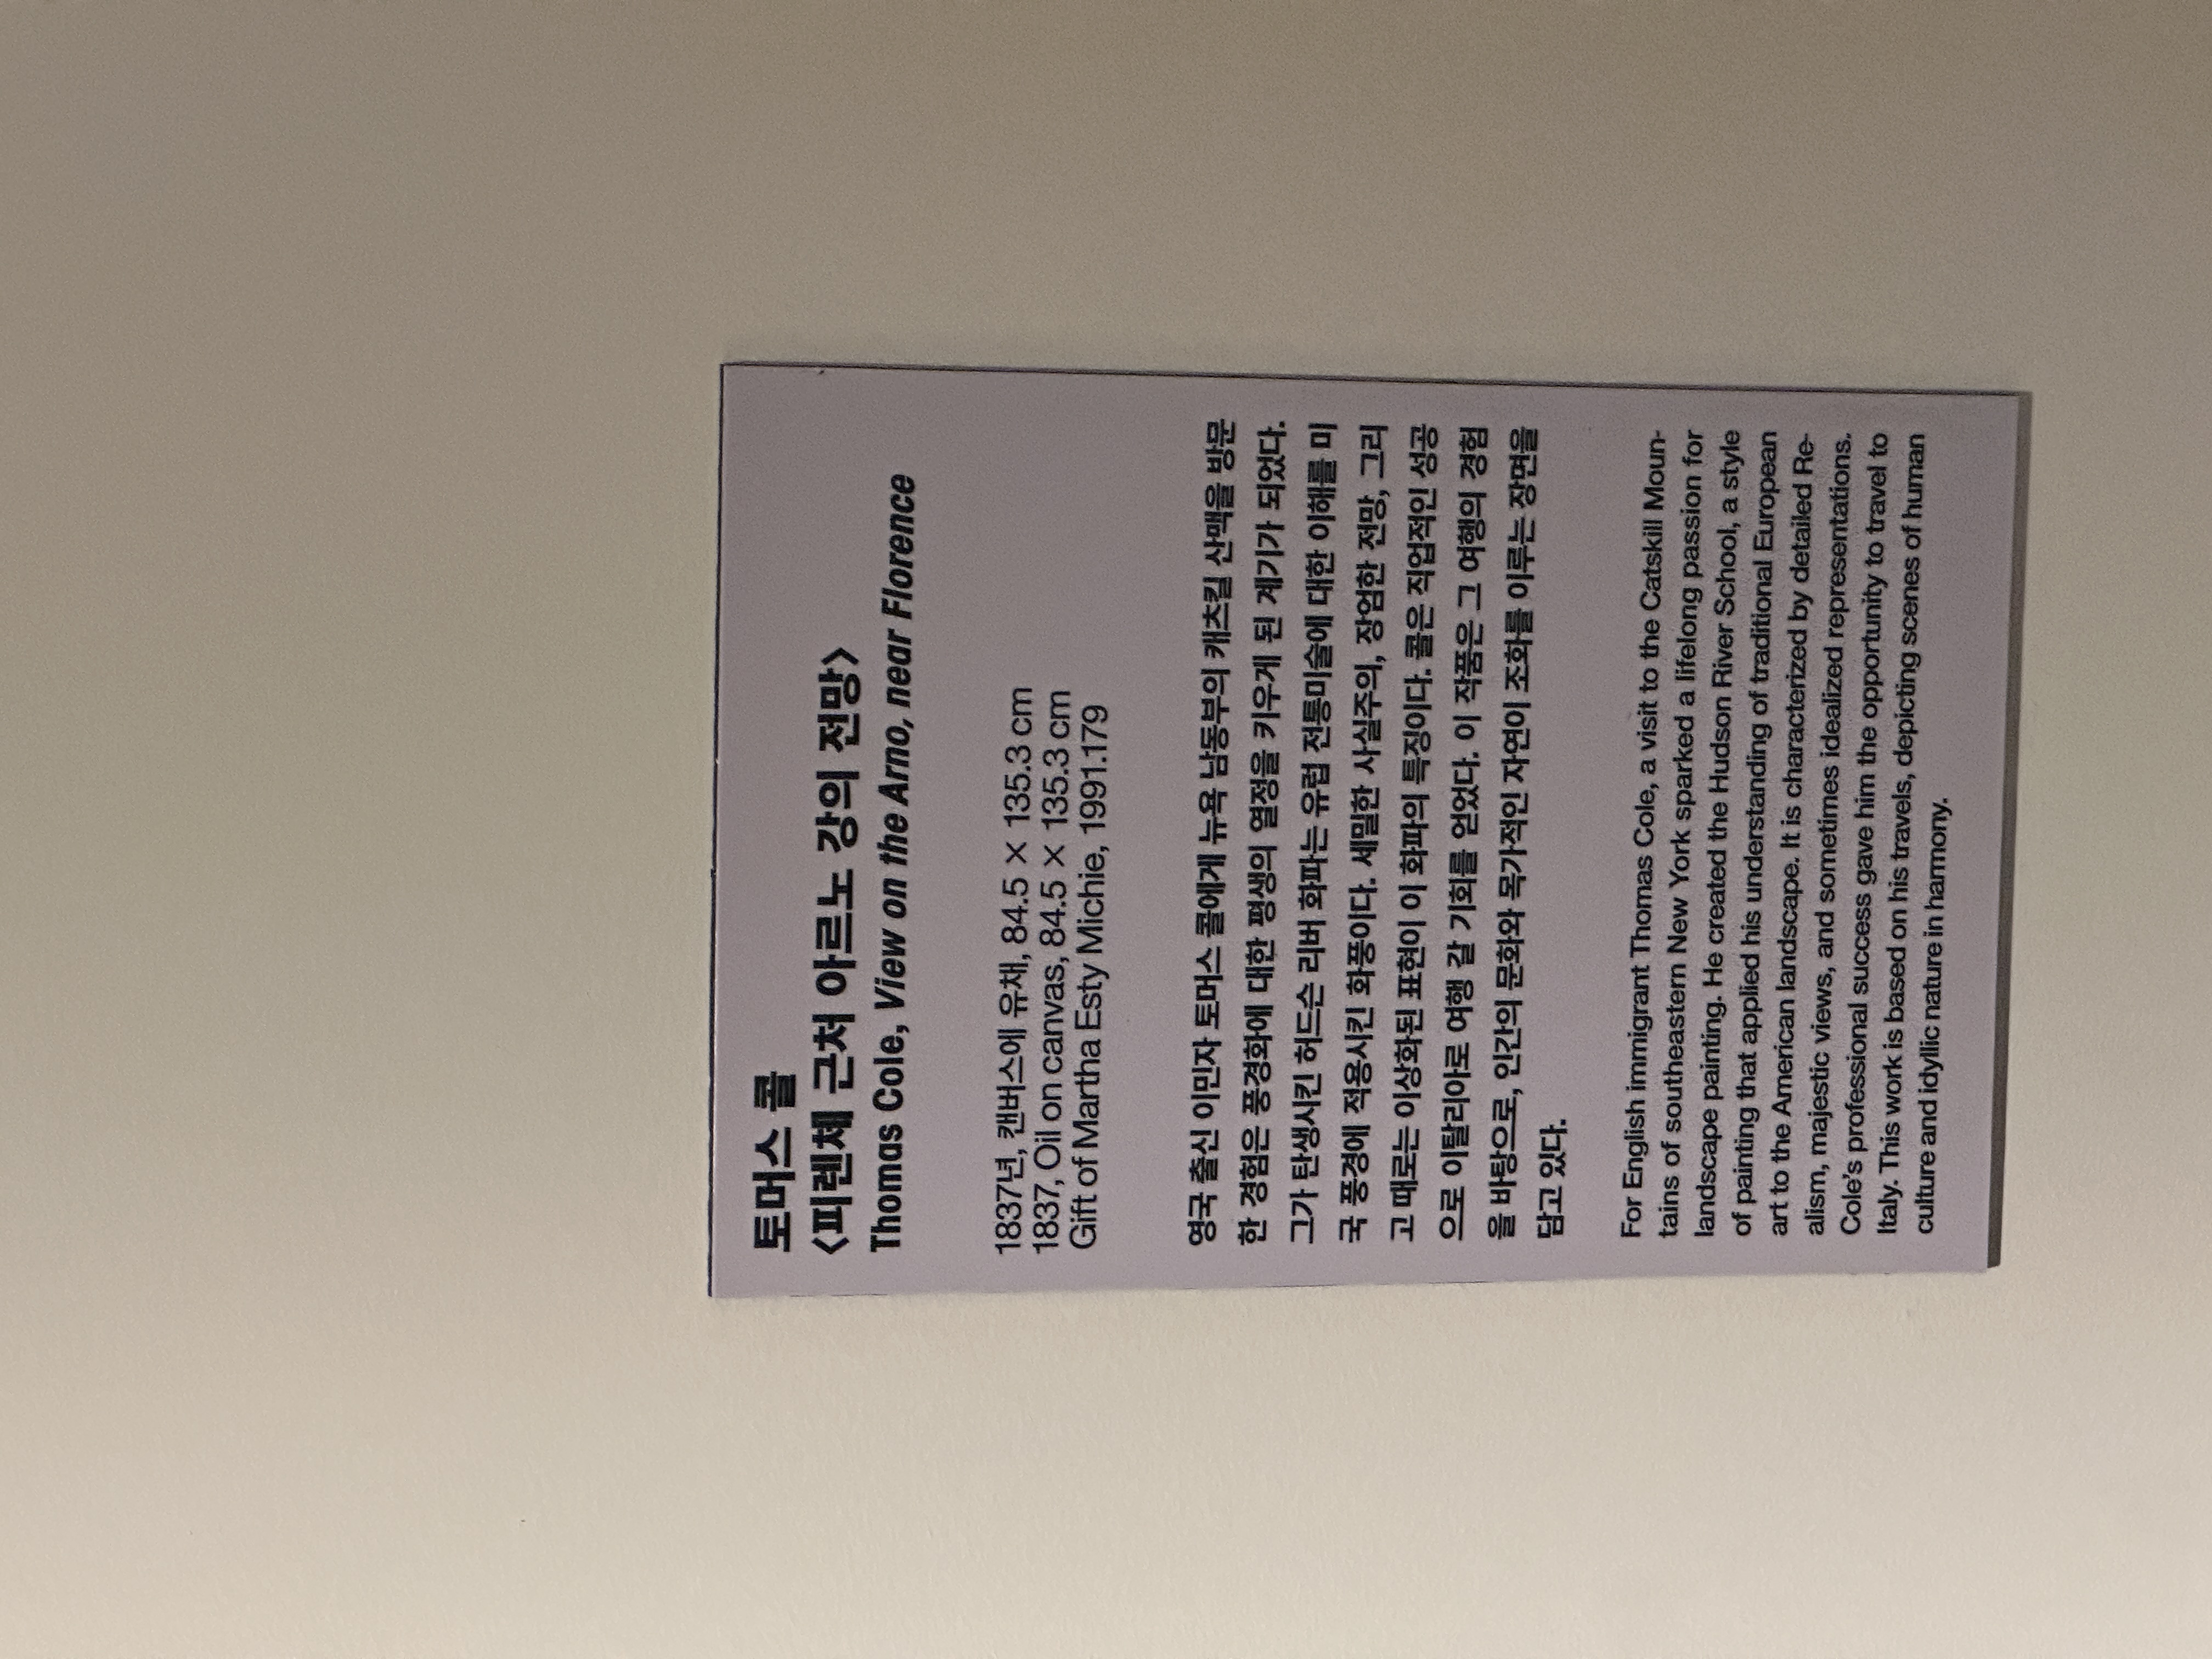 토머스 콜
<피렌체 근처 아르노 강의 전망>
Thomas Cole, View on the Arno, near Florence
1837년, 캔버스에 유채, 84.5 × 135.3 cm
1837, Oil on canvas, 84.5 × 135.3 cm
Gift of Martha Esty Michie, 1991.179
영국 출신 이민자 토머스 콜에게 뉴욕 남동부의 캐츠킬 산맥을 방문
한 경험은 풍경화에 대한 평생의 열정을 키우게 된 계기가 되었다.
그가 탄생시킨 허드슨 리버 화파는 유럽 전통미술에 대한 이해를 미
국 풍경에 적용시킨 화풍이다. 세밀한 사실주의, 장엄한 전망, 그리
고 때로는 이상화된 표현이 이 화파의 특징이다. 콜은 직업적인 성공
으로 이탈리아로 여행 갈 기회를 얻었다. 이 작품은 그 여행의 경험
을 바탕으로, 인간의 문화와 목가적인 자연이 조화를 이루는 장면을
담고 있다.
For English immigrant Thomas Cole, a visit to the Catskill Moun-
tains of southeastern New York sparked a lifelong passion for
landscape painting. He created the Hudson River School, a style
of painting that applied his understanding of traditional European
art to the American landscape. It is characterized by detailed Re-
alism, majestic views, and sometimes idealized representations.
Cole's professional success gave him the opportunity to travel to
Italy. This work is based on his travels, depicting scenes of human
culture and idyllic nature in harmony.